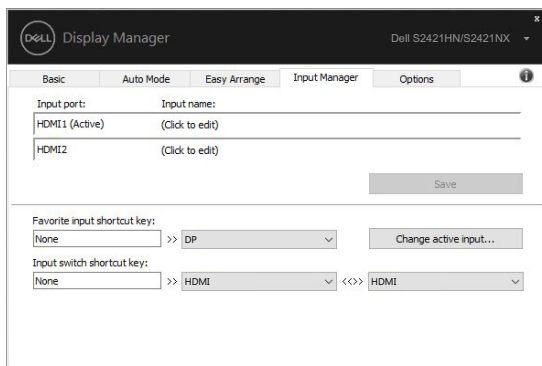 x
DELL Display Manager Dell S2421HN/S2421NX
Basic Auto Mode Easy Arrange Input Manager Options i
Input port: Input name:
HDMI1 (Active) (Click to edit)
HDMI2 (Click to edit)
Save
Favorite input shortcut key:
None >> DP Change active input...
Input switch shortcut key:
None >> HDMI <<>> HDMI